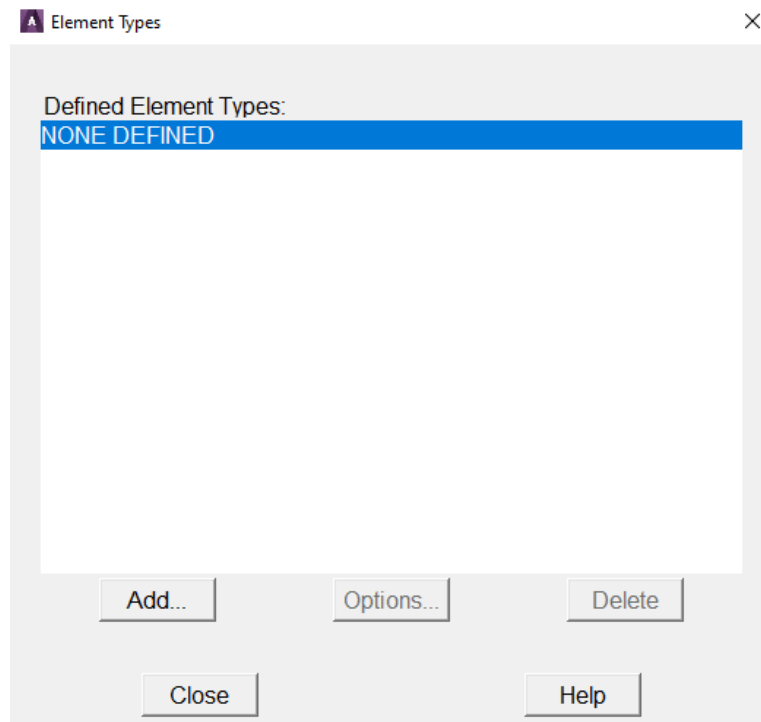 Element Types
Defined Element Types:
NONE DEFINED
Add... Options... Delete
Close Help